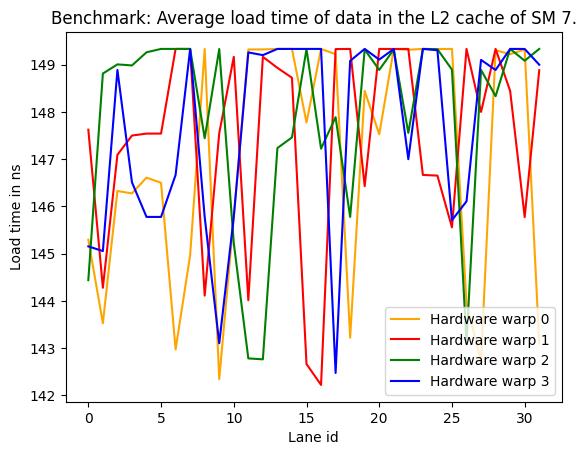 Benchmark: Average load time of data in the L2 cache of SM 7.
Load time in ns
149
148
147
146
145
144
143
142
0 5 10 15 20 25 30
Lane id
Hardware warp 0
Hardware warp 1
Hardware warp 2
Hardware warp 3